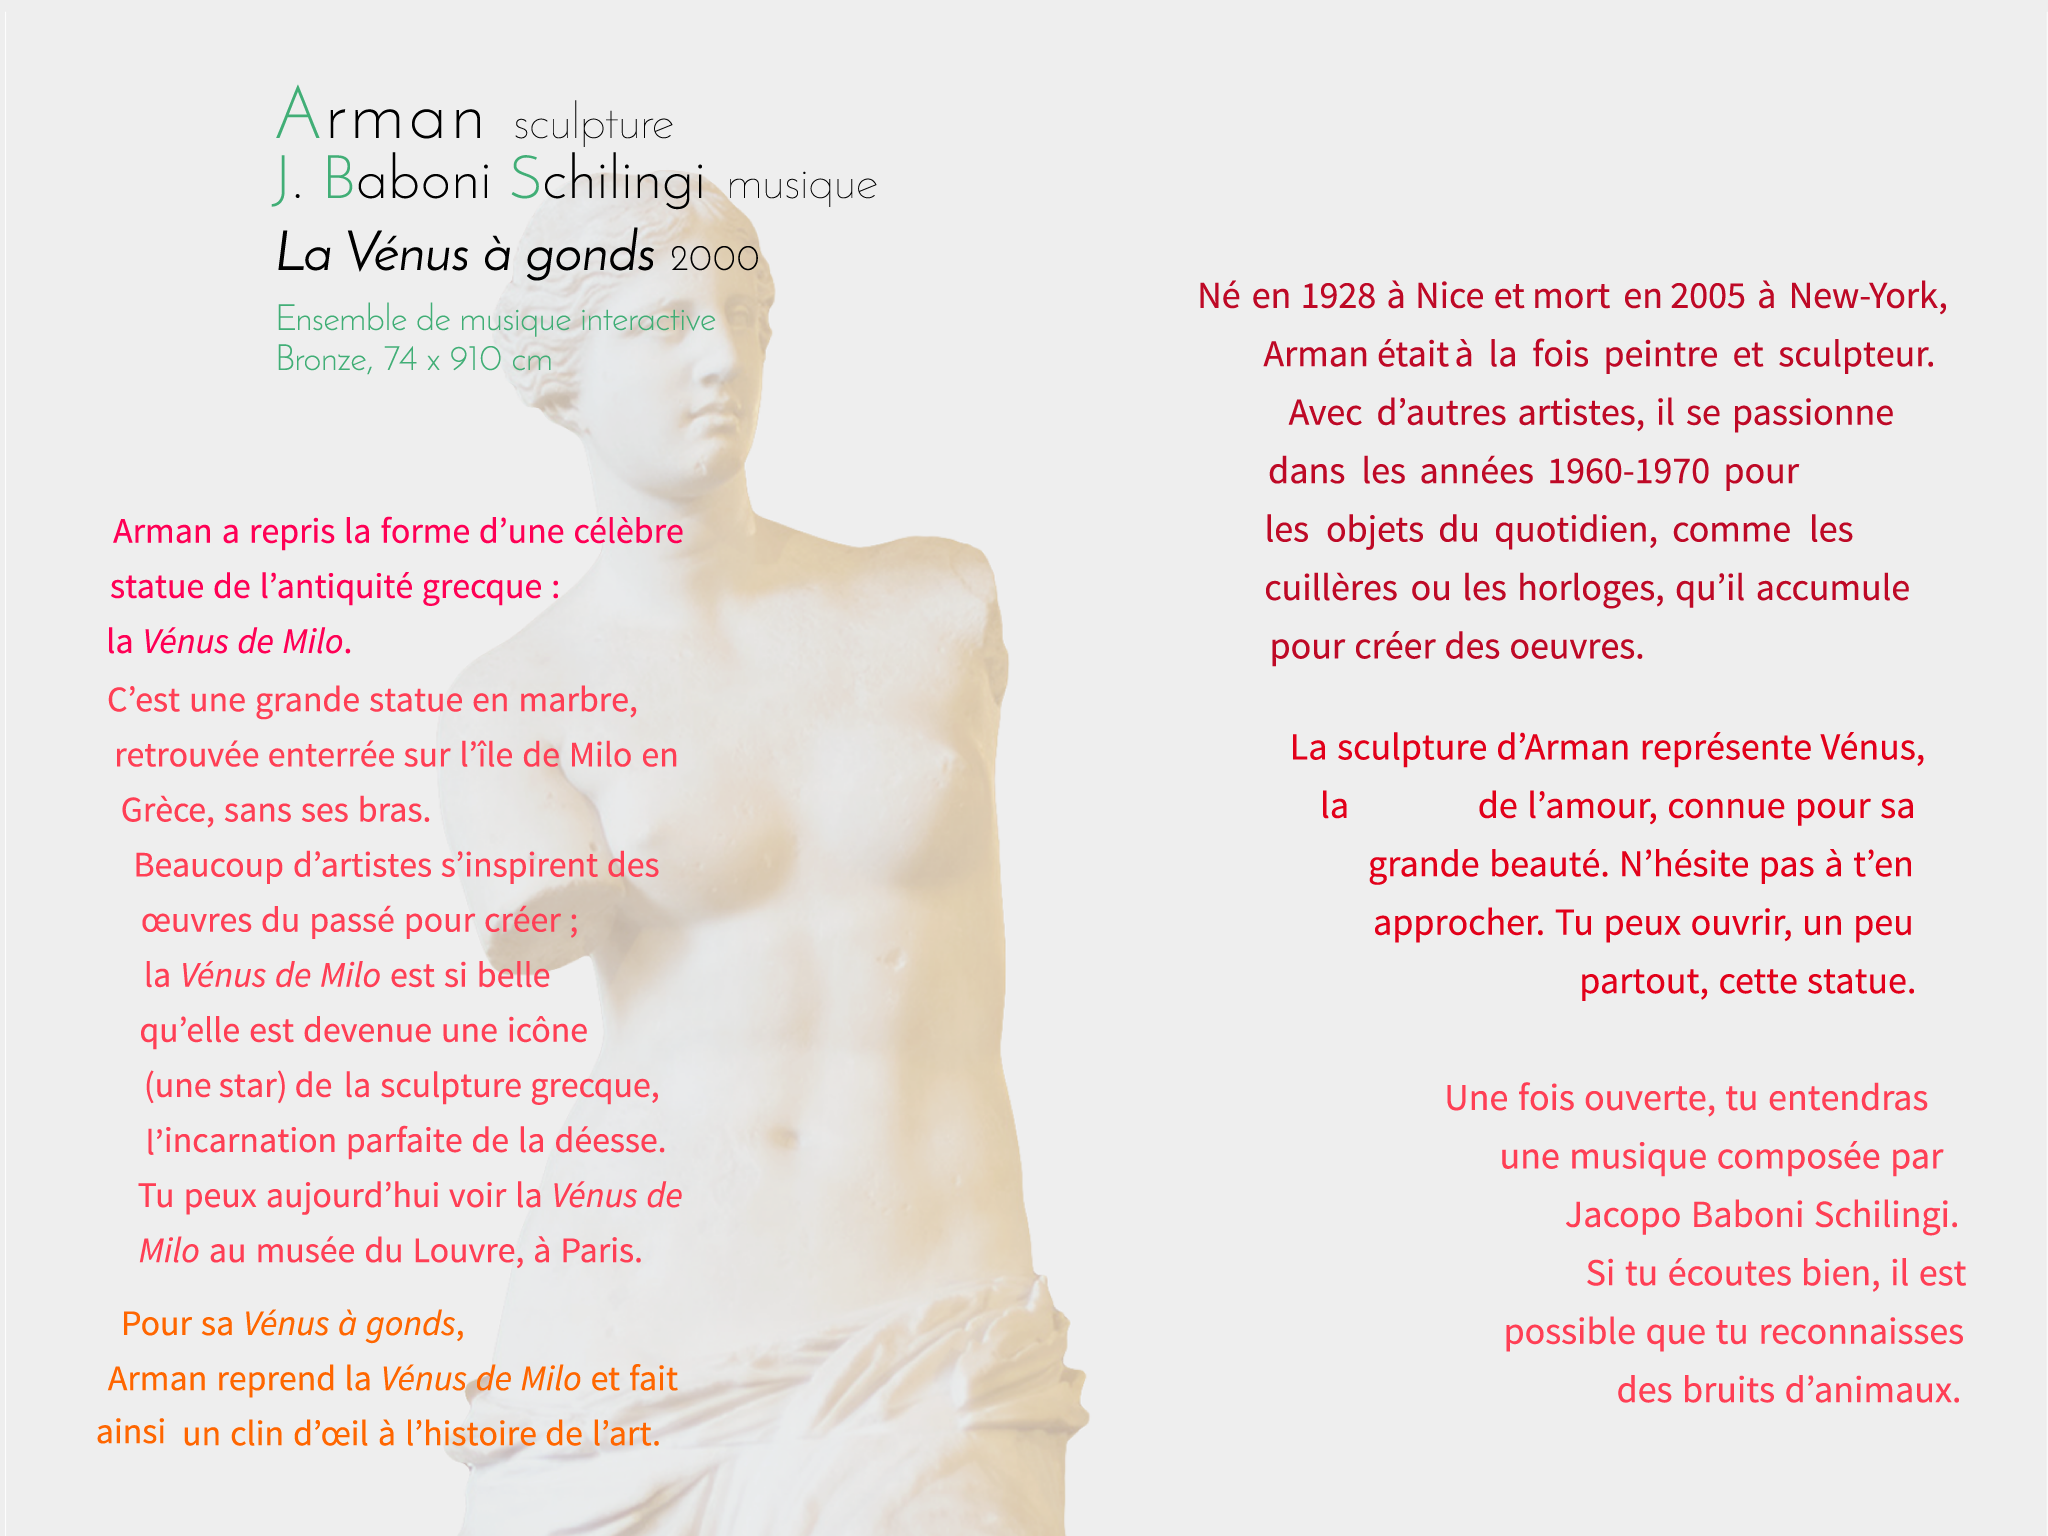 Arman sculpture
J. Baboni Schilingi musique
La Vénus à gonds 2000
Ensemble de musique interactive
Bronze, 74 x 910 cm
Arman a repris la forme d’une célèbre
statue de l’antiquité grecque :
la Vénus de Milo.
C’est une grande statue en marbre,
retrouvée enterrée sur l’île de Milo en
Grèce, sans ses bras.
Beaucoup d’artistes s’inspirent des
œuvres du passé pour créer ;
la Vénus de Milo est si belle
qu’elle est devenue une icône
(une star) de la sculpture grecque,
l’incarnation parfaite de la déesse.
Tu peux aujourd’hui voir la Vénus de
Milo au musée du Louvre, à Paris.
Pour sa Vénus à gonds,
Arman reprend la Vénus de Milo et fait
ainsi un clin d’œil à l’histoire de l’art.
Né en 1928 à Nice et mort en 2005 à New-York,
Arman était à la fois peintre et sculpteur.
Avec d’autres artistes, il se passionne
dans les années 1960-1970 pour
les objets du quotidien, comme les
cuillères ou les horloges, qu’il accumule
pour créer des oeuvres.
La sculpture d’Arman représente Vénus,
la de l’amour, connue pour sa
grande beauté. N’hésite pas à t’en
approcher. Tu peux ouvrir, un peu
partout, cette statue.
Une fois ouverte, tu entendras
une musique composée par
Jacopo Baboni Schilingi.
Si tu écoutes bien, il est
possible que tu reconnaisses
des bruits d’animaux.